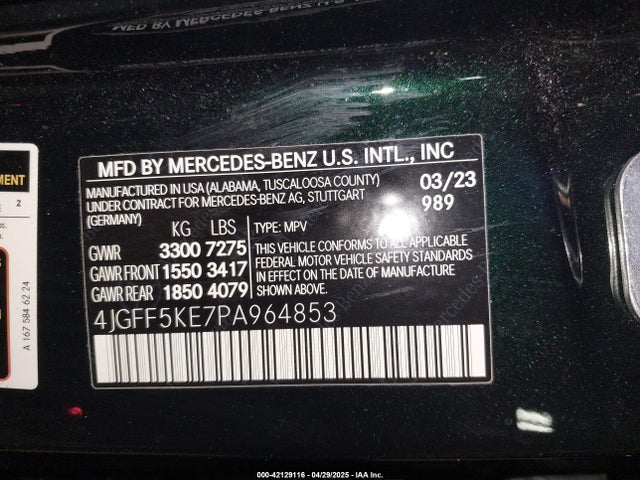 MFD BY MERCEDES-BENZ U.S. INTL., INC
MANUFACTURED IN USA (ALABAMA, TUSCALOOSA COUNTY)
UNDER CONTRACT FOR MERCEDES-BENZ AG, STUTTGART
(GERMANY)
03/23
989
KG LBS
GVWR 3300 7275
GAWR FRONT 1550 3417
GAWR REAR 1850 4079
TYPE: MPV
THIS VEHICLE CONFORMS TO ALL APPLICABLE
FEDERAL MOTOR VEHICLE SAFETY STANDARDS
IN EFFECT ON THE DATE OF MANUFACTURE
SHOWN ABOVE.
4JGFF5KE7PA964853
MENT
2
A 167 584 62 24
000-42129116 - 04/29/2025 - IAA Inc.